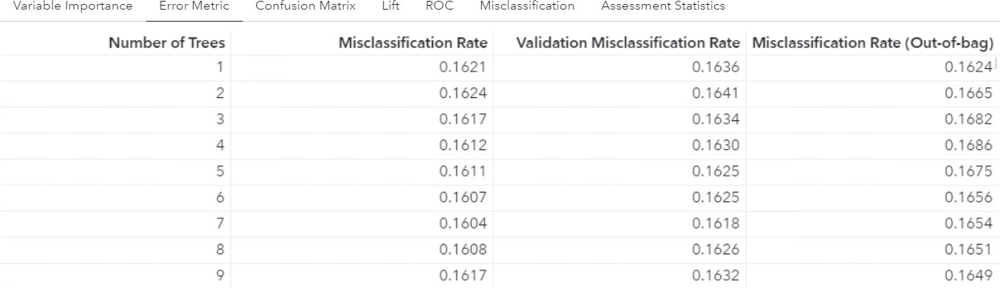 Variable Importance Error Metric Confusion Matrix Lift ROC Misclassification Assessment Statistics
Number of Trees Misclassification Rate Validation Misclassification Rate Misclassification Rate (Out-of-bag)
1 0.1621 0.1636 0.1624
2 0.1624 0.1641 0.1665
3 0.1617 0.1634 0.1682
4 0.1612 0.1630 0.1686
5 0.1611 0.1625 0.1675
6 0.1607 0.1625 0.1656
7 0.1604 0.1618 0.1654
8 0.1608 0.1626 0.1651
9 0.1617 0.1632 0.1649